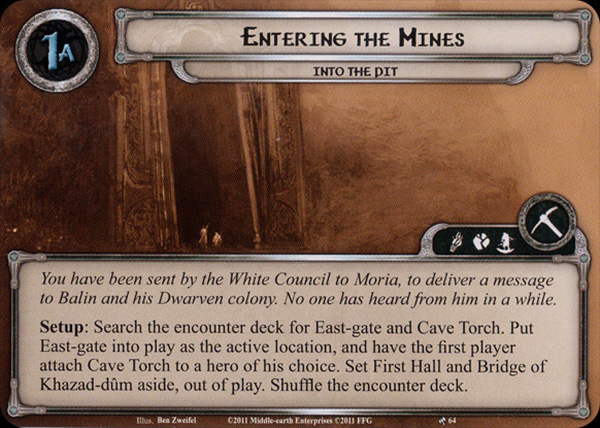 1A
ENTERING THE MINES
INTO THE PIT
You have been sent by the White Council to Moria, to deliver a message
to Balin and his Dwarven colony. No one has heard from him in a while.
Setup: Search the encounter deck for East-gate and Cave Torch. Put
East-gate into play as the active location, and have the first player
attach Cave Torch to a hero of his choice. Set First Hall and Bridge of
Khazad-dûm aside, out of play. Shuffle the encounter deck.
Illus. Ben Zweifel ©2011 Middle-earth Enterprises ©2011 FFG 64